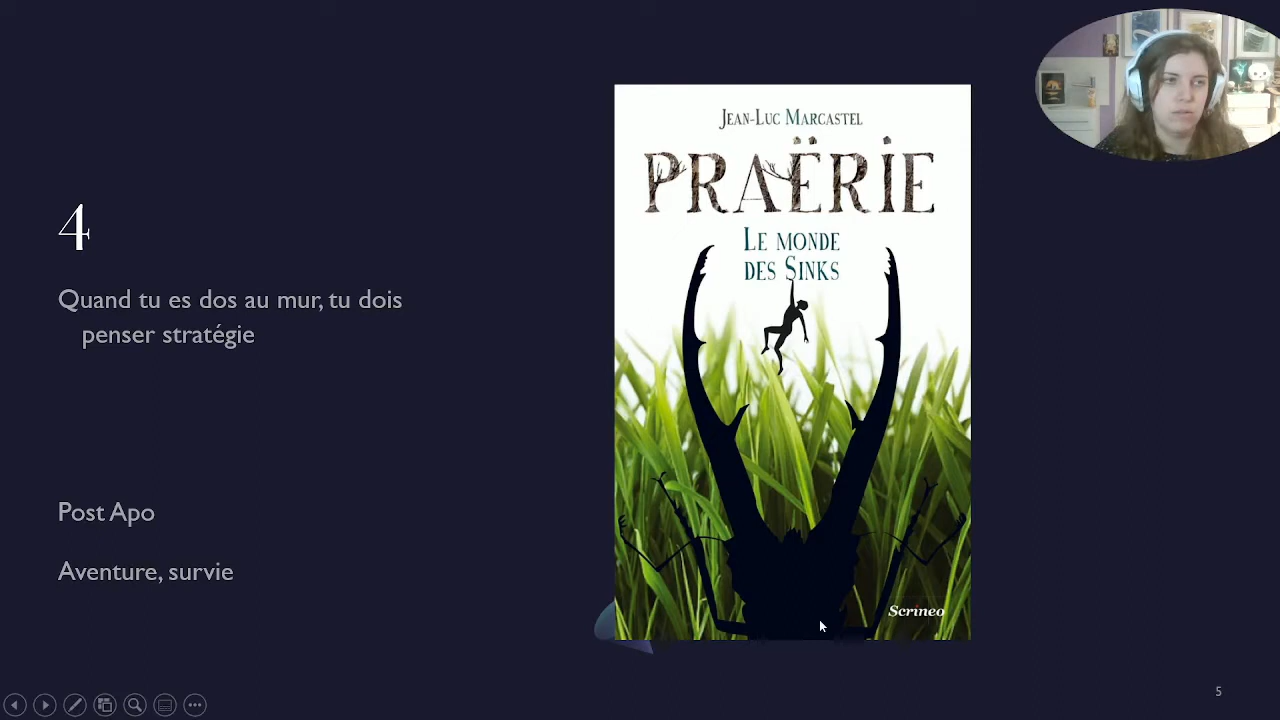 4
Quand tu es dos au mur, tu dois
penser stratégie
Post Apo
Aventure, survie
JEAN-LUC MARCASTEL
PRAËRIE
LE MONDE
DES SINKS
Scrineo
5